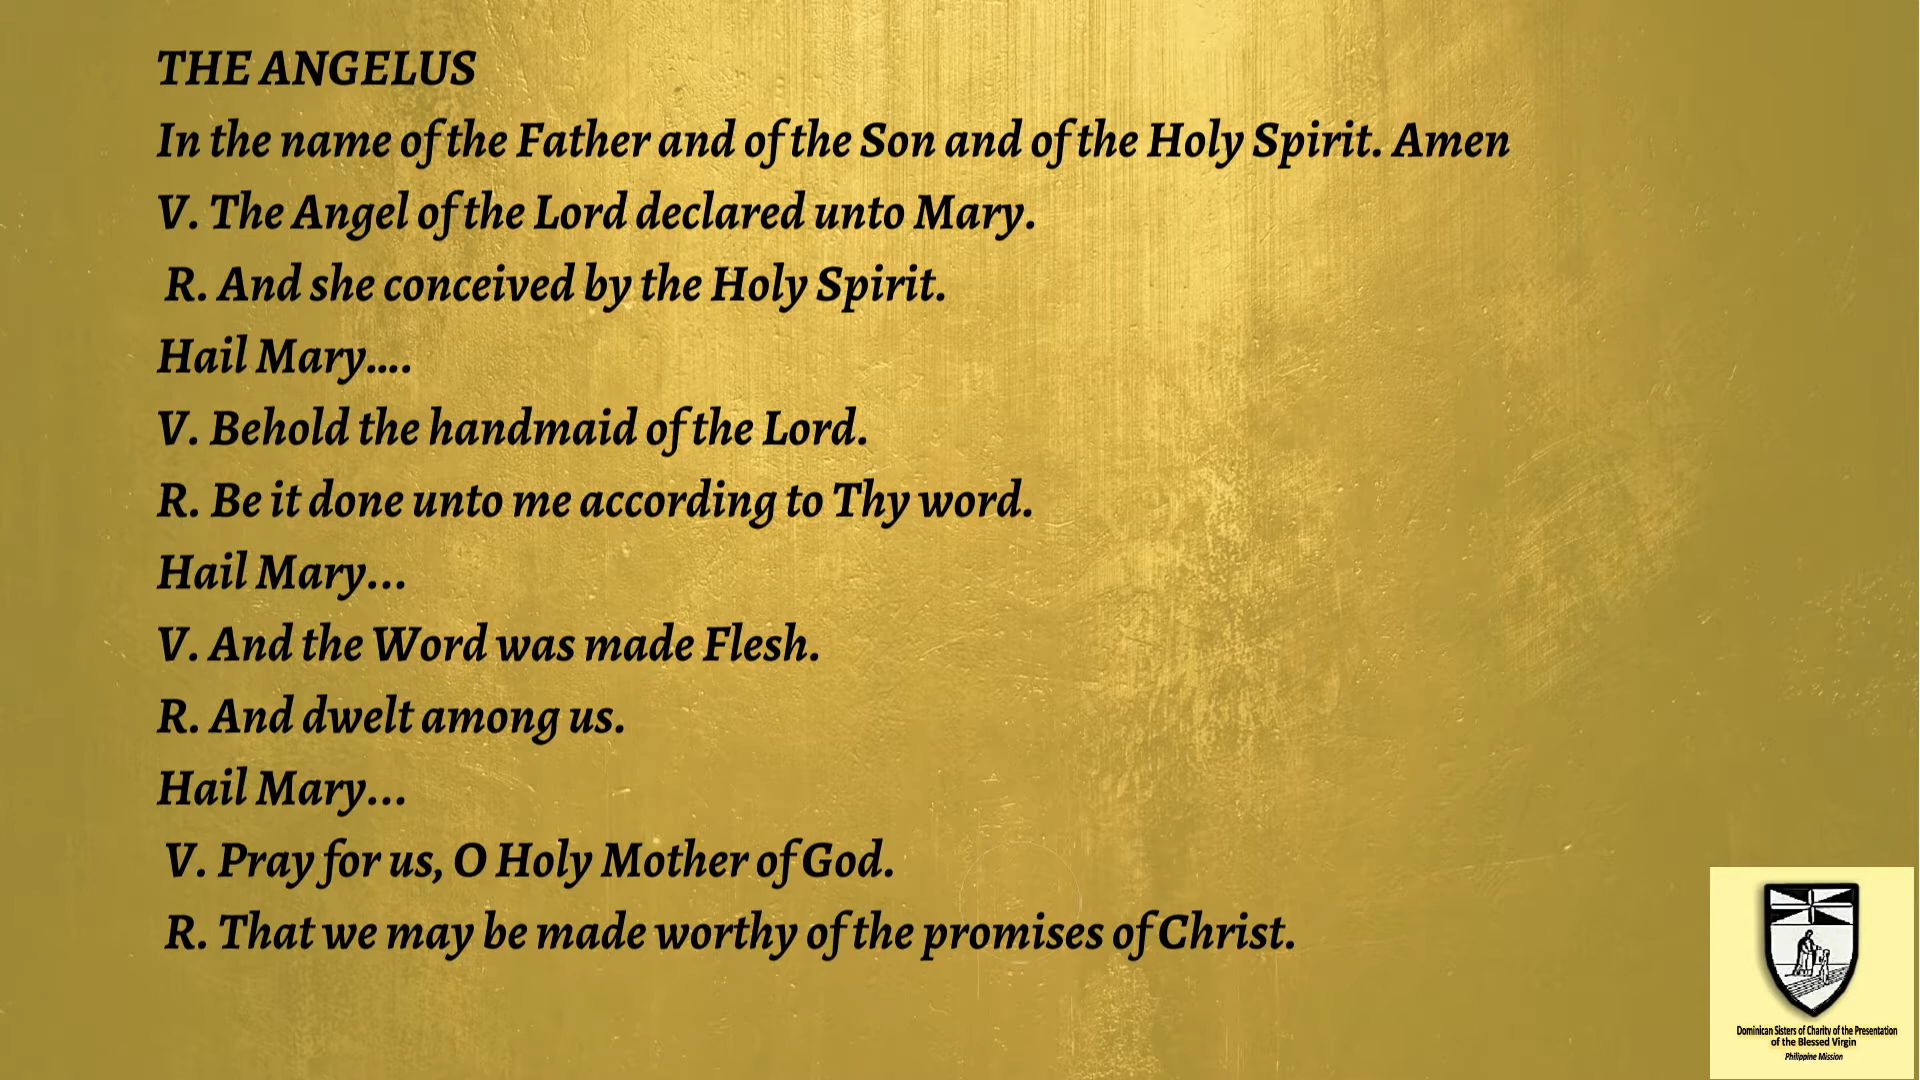 THE ANGELUS
In the name of the Father and of the Son and of the Holy Spirit. Amen
V. The Angel of the Lord declared unto Mary.
R. And she conceived by the Holy Spirit.
Hail Mary....
V. Behold the handmaid of the Lord.
R. Be it done unto me according to Thy word.
Hail Mary...
V. And the Word was made Flesh.
R. And dwelt among us.
Hail Mary...
V. Pray for us, O Holy Mother of God.
R. That we may be made worthy of the promises of Christ.
Dominican Sisters of Charity of the Presentation
of the Blessed Virgin
Philippine Mission